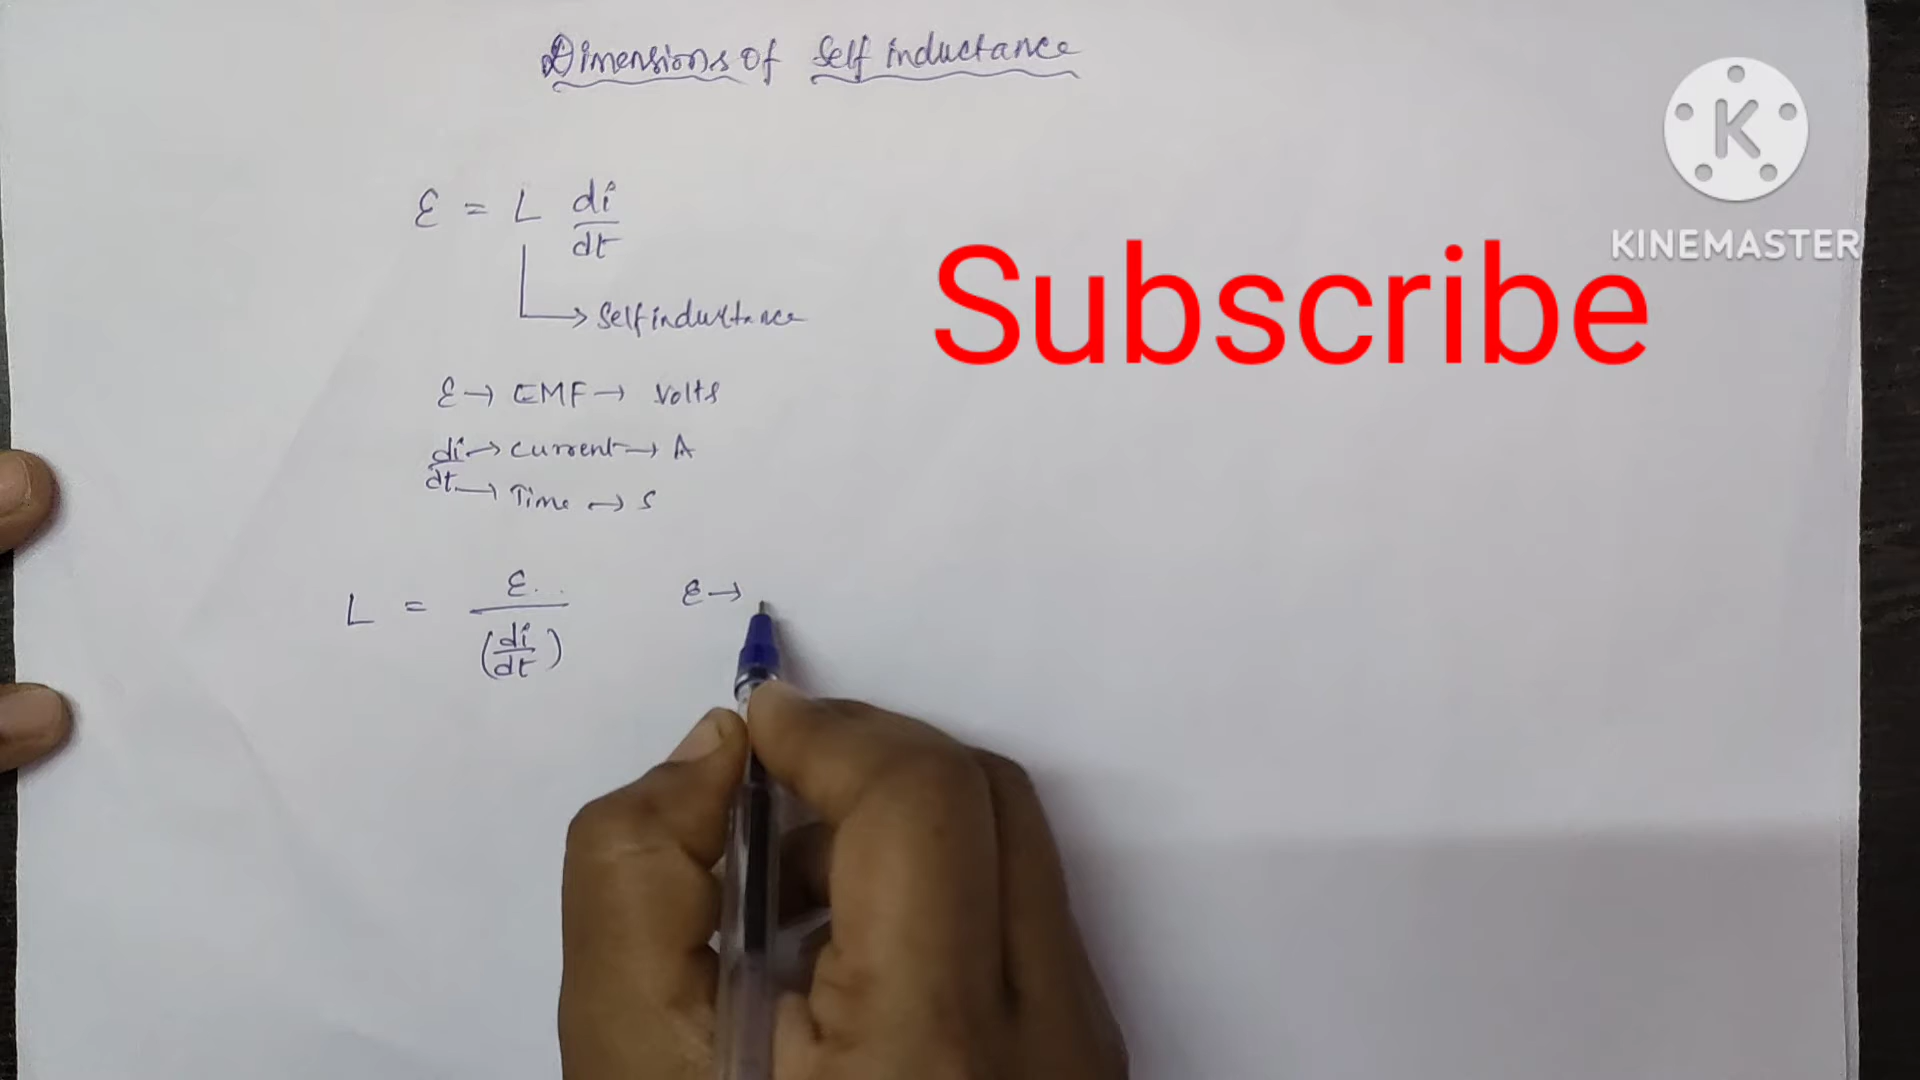 Dimensions of Self inductance
K
KINEMASTER
ε = L di/dt
Subscribe
→ Self inductance
ε → EMF → Volts
di/dt → Current → A
→ Time → S
L = ε.. / (di/dt)
ε →